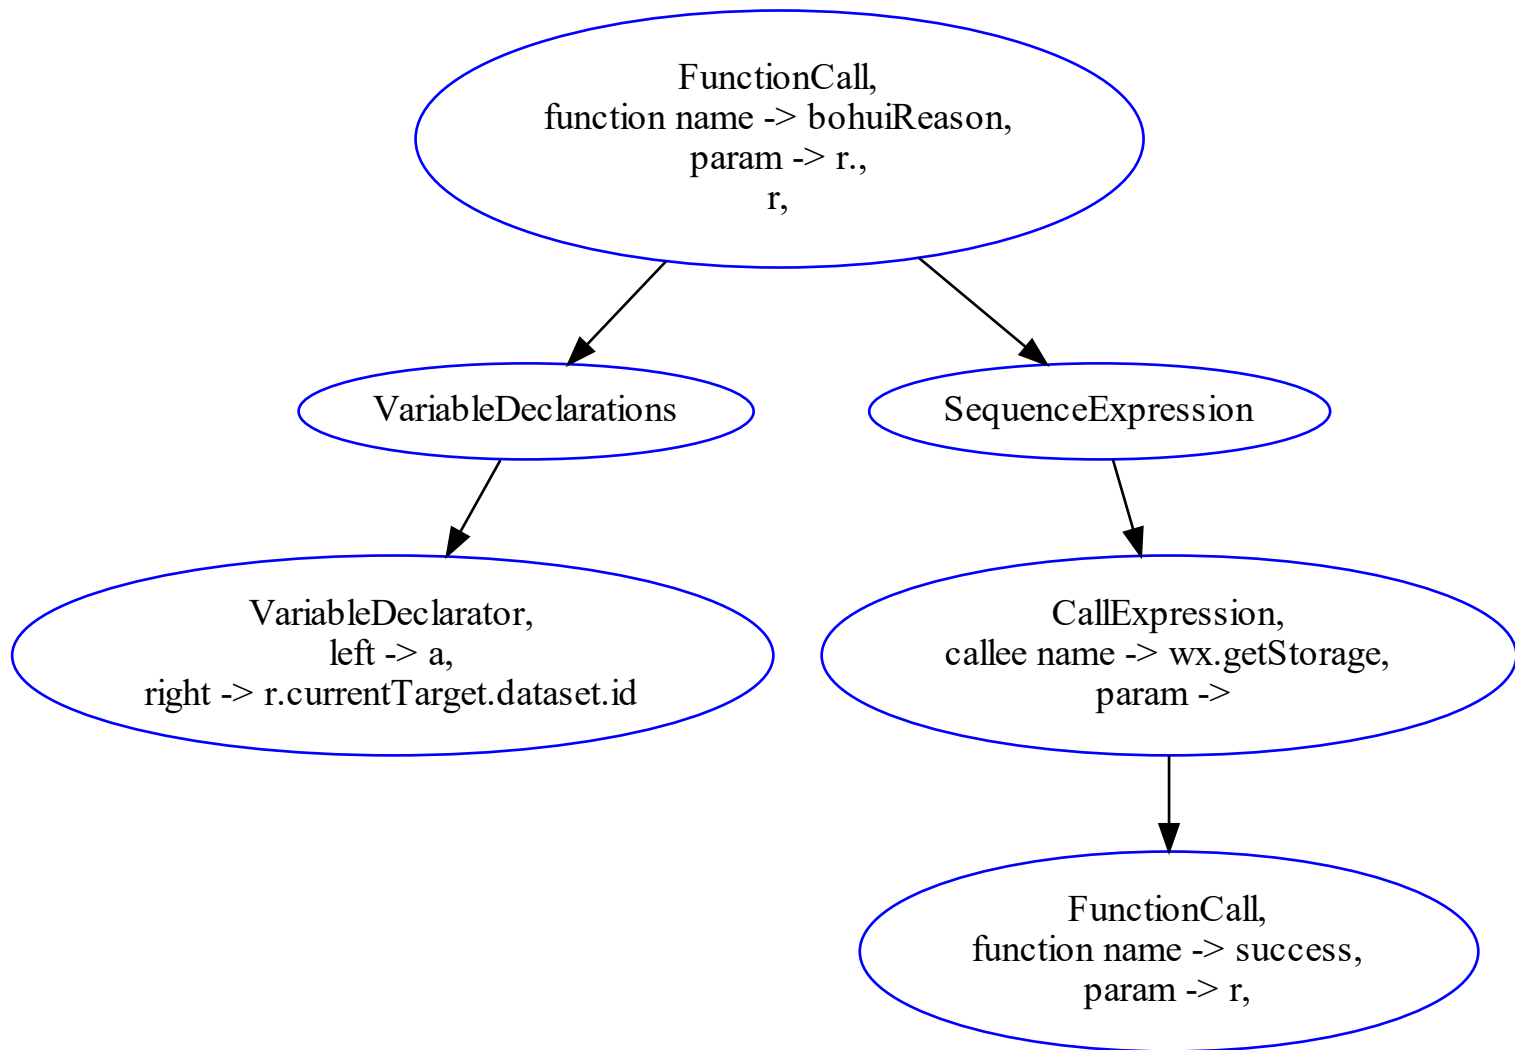 FunctionCall,
function name -> bohuiReason,
param -> r.,
r,
VariableDeclarations
SequenceExpression
VariableDeclarator,
left -> a,
right -> r.currentTarget.dataset.id
CallExpression,
callee name -> wx.getStorage,
param ->
FunctionCall,
function name -> success,
param -> r,